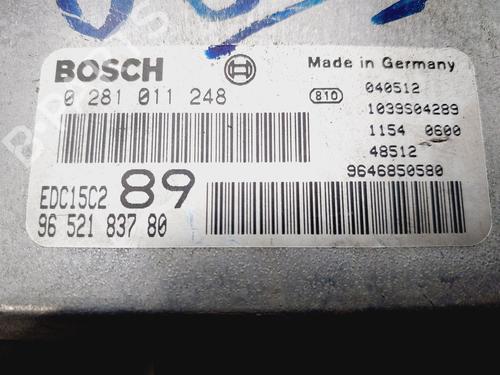 BOSCH
Made in Germany
0 281 011 248
810
040512
1039S04289
1154 0600
48512
9646850580
EDC15C2 89
96 521 837 80